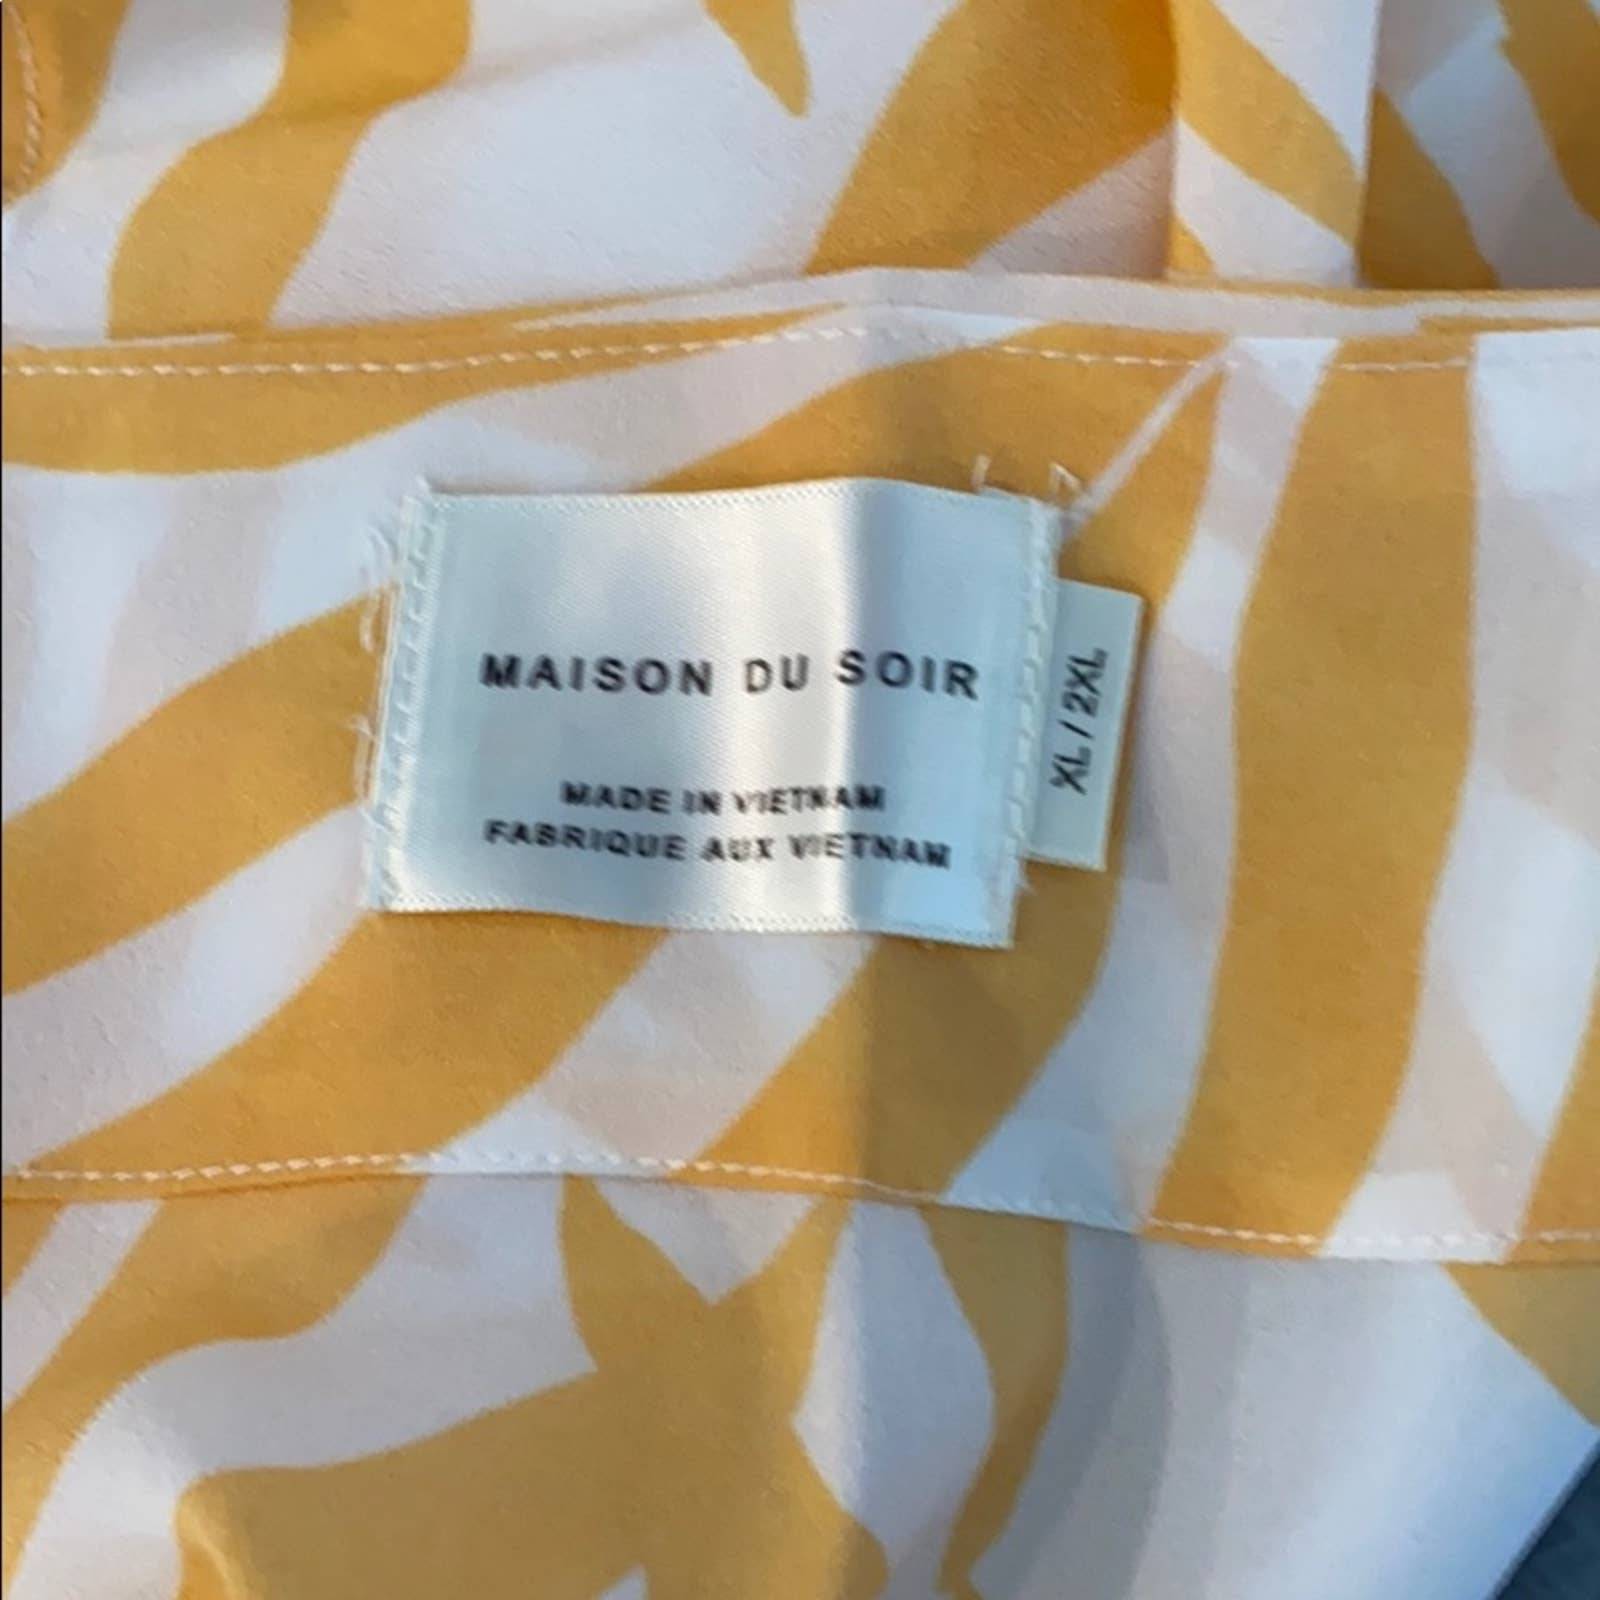 MAISON DU SOIR
MADE IN VIETNAM
FABRIQUE AUX VIETNAM
XL / 2XL